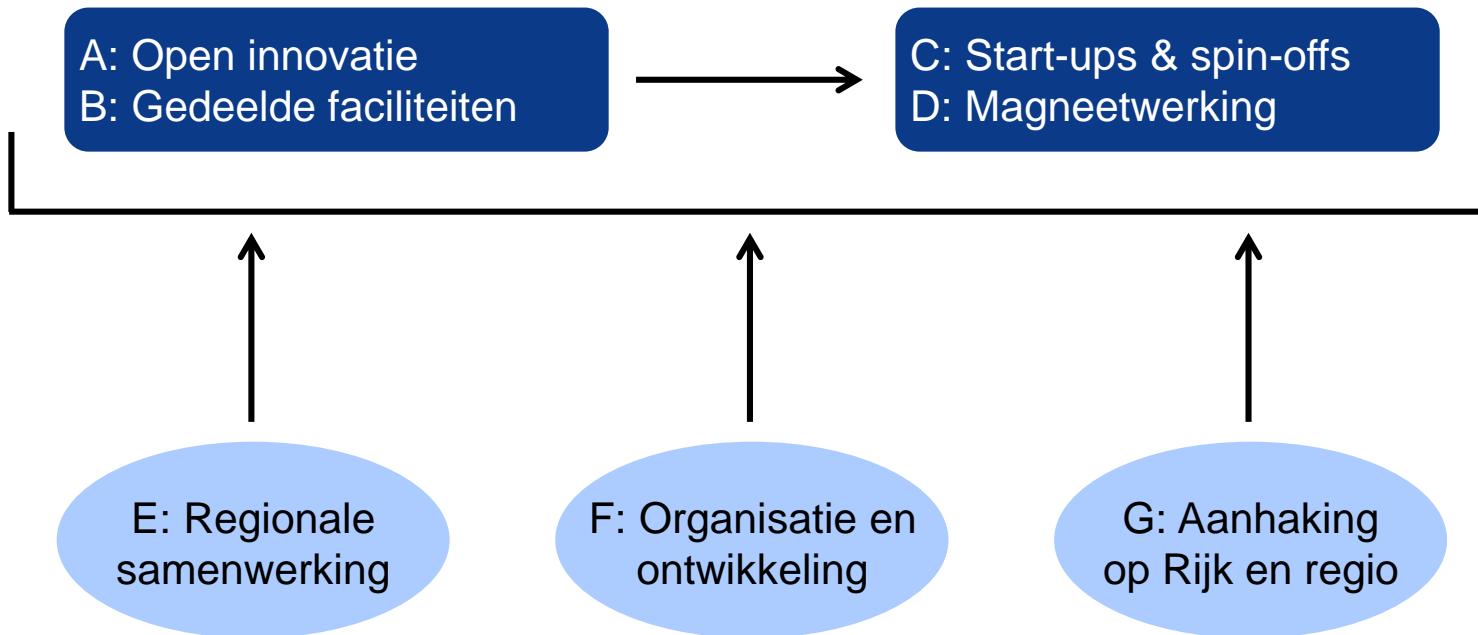 A: Open innovatie
B: Gedeelde faciliteiten
C: Start-ups & spin-offs
D: Magneetwerking
E: Regionale
samenwerking
F: Organisatie en
ontwikkeling
G: Aanhaking
op Rijk en regio